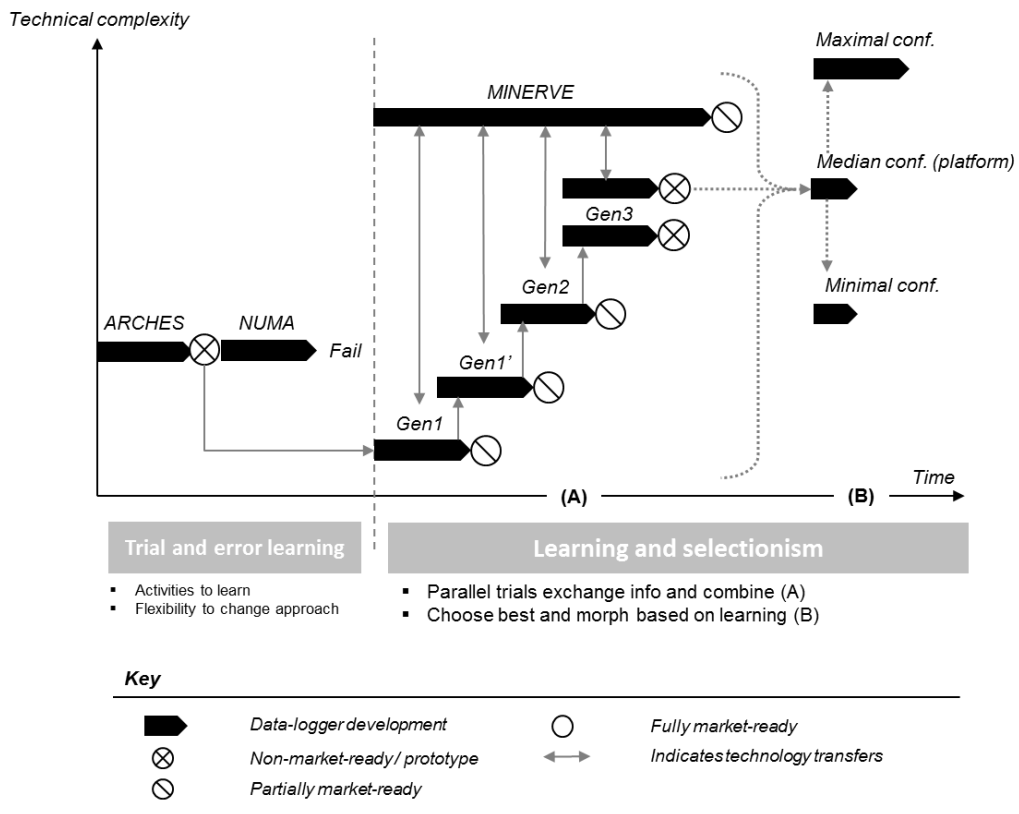 Technical complexity
Maximal conf.
MINERVE
Median conf. (platform)
Gen3
Gen2
Minimal conf.
ARCHES
NUMA
Fail
Gen1’
Gen1
Time
(A)
(B)
Trial and error learning
Learning and selectionism
▪ Activities to learn
▪ Flexibility to change approach
▪ Parallel trials exchange info and combine (A)
▪ Choose best and morph based on learning (B)
Key
Data-logger development
Fully market-ready
Non-market-ready / prototype
Indicates technology transfers
Partially market-ready